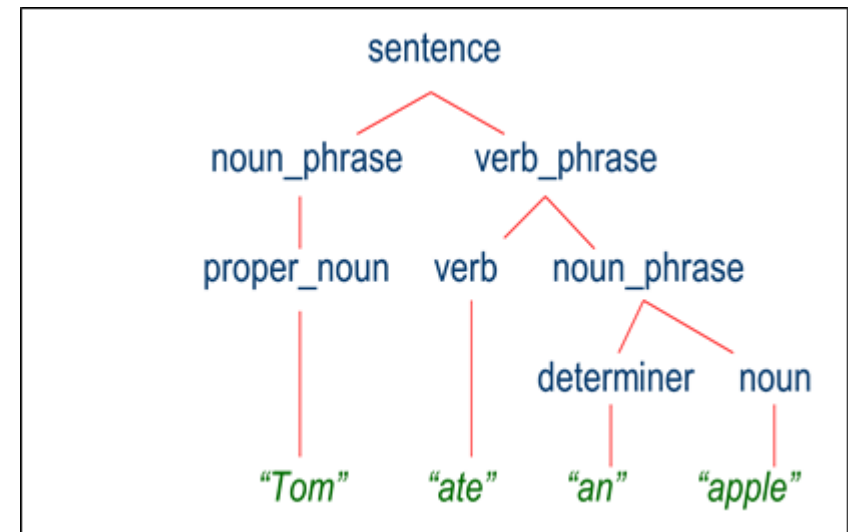 sentence
noun_phrase verb_phrase
proper_noun verb noun_phrase
determiner noun
“Tom” “ate” “an” “apple”